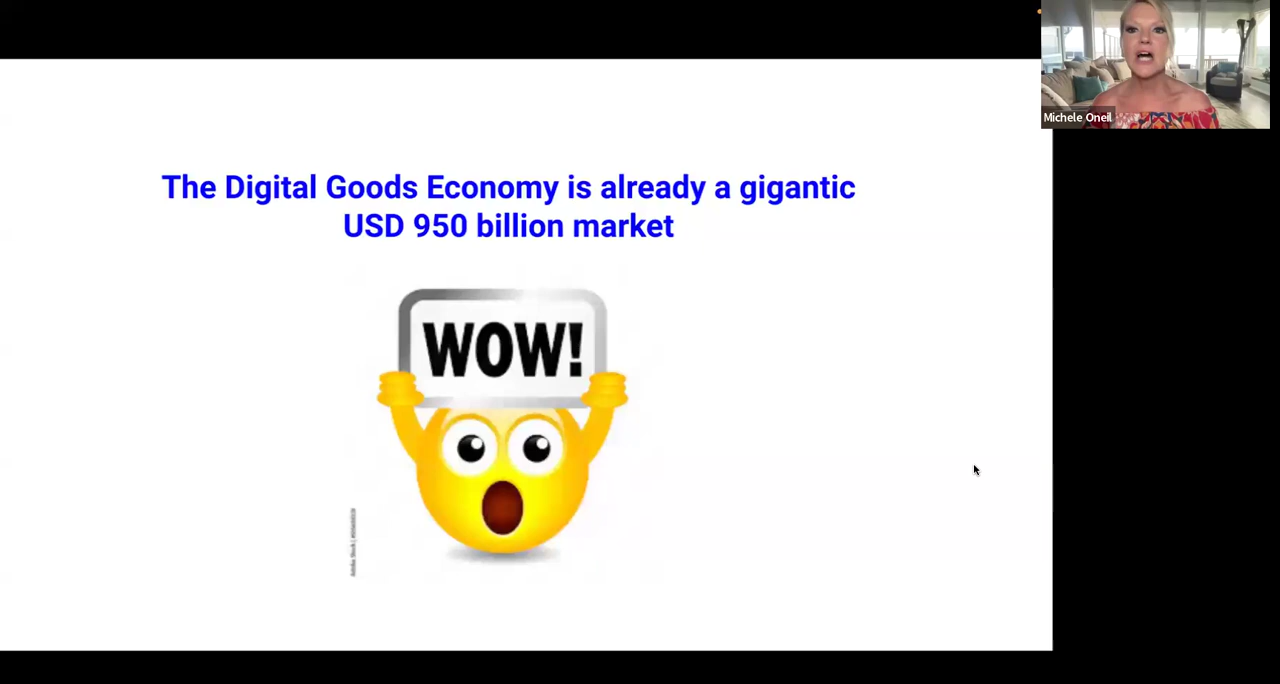 The Digital Goods Economy is already a gigantic
USD 950 billion market
WOW!
Michele Oneil